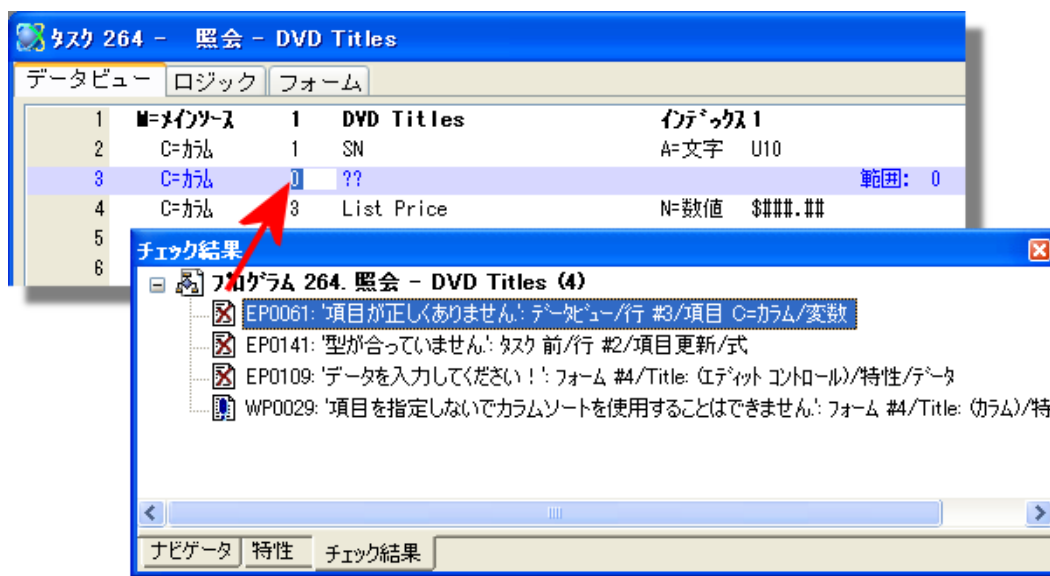 タスク 264 - 照会 - DVD Titles
データビュー ロジック フォーム
1 M=メインソース 1 DVD Titles インデックス 1
2 C=カラム 1 SN A=文字 U10
3 C=カラム 0 ?? 範囲: 0
4 C=カラム 3 List Price N=数値 $###.##
5
6
チェック結果
プログラム 264. 照会 - DVD Titles (4)
EP0061: '項目が正しくありません.': データビュー/行 #3/項目 C=カラム/変数
EP0141: '型が合っていません.': タスク 前/行 #2/項目更新/式
EP0109: 'データを入力してください！': フォーム #4/Title: (エディット コントロール)/特性/データ
WP0029: '項目を指定しないでカラムソートを使用することはできません.': フォーム #4/Title: (カラム)/特
ナビゲータ 特性 チェック結果